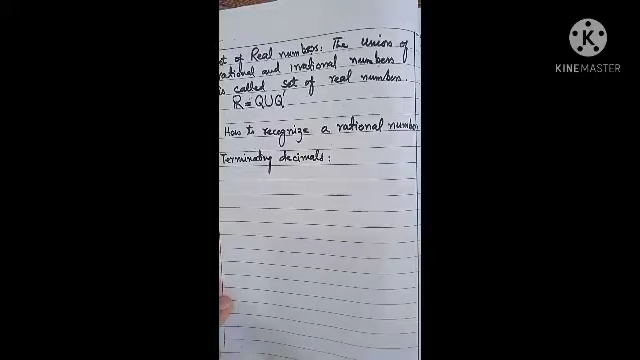 K
KINEMASTER
of Real numbers: The union of
rational and irrational numbers
is called set of real numbers.
R = QUQ'
How to recognize a rational number
Terminating decimals: